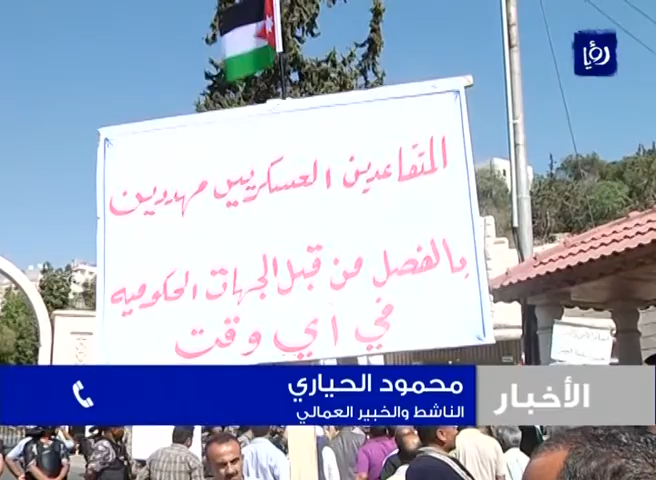 رؤيا
المتقاعدين العسكريين مهددين
بالفصل من قبل الجهات الحكوميه
في اي وقت
الأخبار
محمود الحياري
الناشط والخبير العمالي